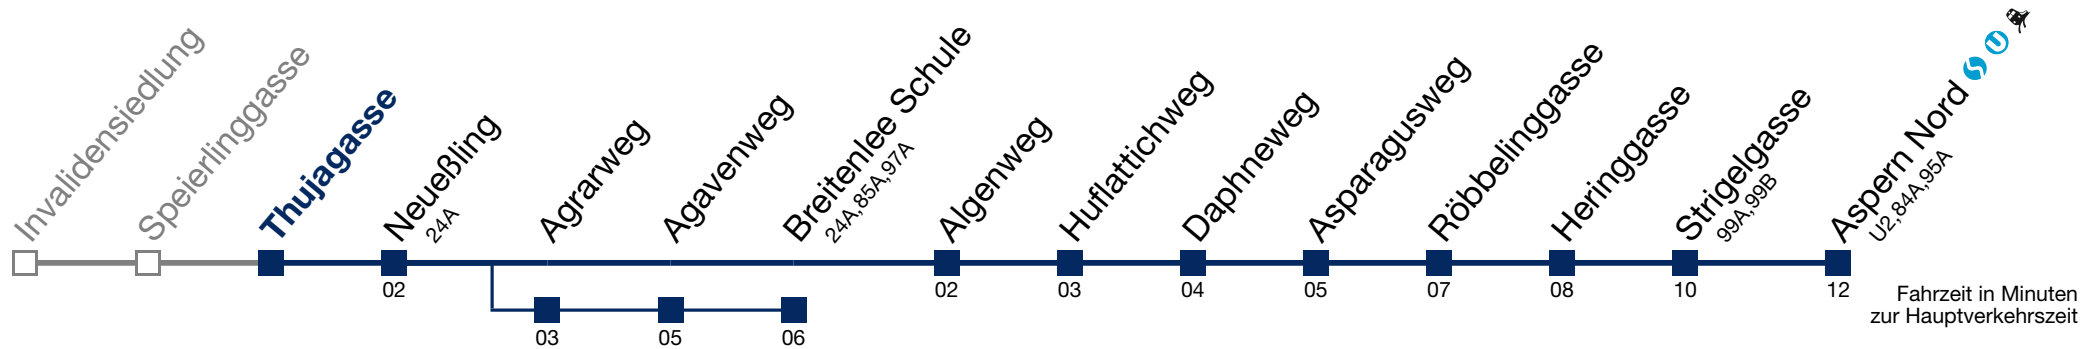 Invalidensiedlung
Speierlinggasse
Thujagasse
Neueßling
24A
Agrarweg
Agavenweg
Breitenlee Schule
24A,85A,97A
Algenweg
Huflattichweg
Daphneweg
Asparagusweg
Röbbelinggasse
Heringgasse
Strigelgasse
99A,99B
Aspern Nord
U2,84A,95A
02
02
03
04
05
07
08
10
12
03
05
06
Fahrzeit in Minuten
zur Hauptverkehrszeit